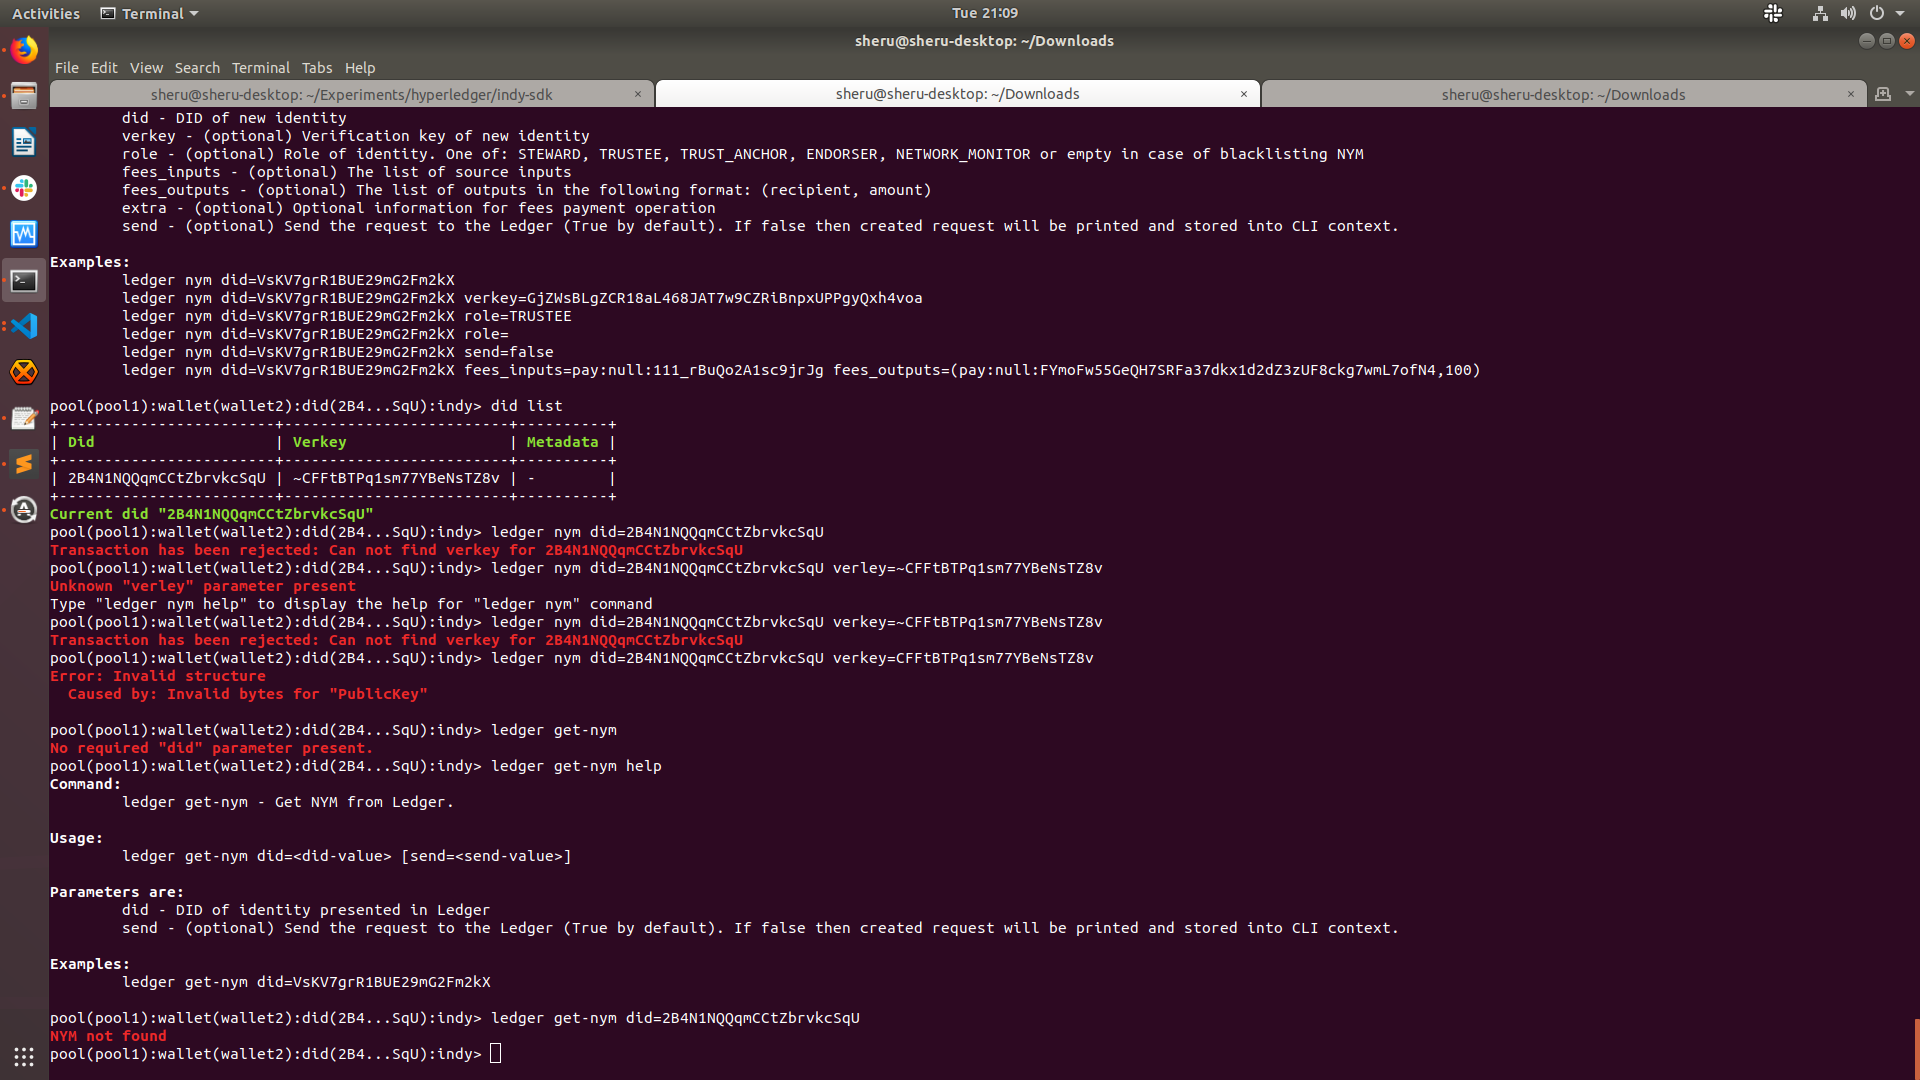 Activities
Terminal
Tue 21:09
sheru@sheru-desktop: ~/Downloads
File Edit View Search Terminal Tabs Help
sheru@sheru-desktop: ~/Experiments/hyperledger/indy-sdk
sheru@sheru-desktop: ~/Downloads
sheru@sheru-desktop: ~/Downloads
did - DID of new identity
verkey - (optional) Verification key of new identity
role - (optional) Role of identity. One of: STEWARD, TRUSTEE, TRUST_ANCHOR, ENDORSER, NETWORK_MONITOR or empty in case of blacklisting NYM
fees_inputs - (optional) The list of source inputs
fees_outputs - (optional) The list of outputs in the following format: (recipient, amount)
extra - (optional) Optional information for fees payment operation
send - (optional) Send the request to the Ledger (True by default). If false then created request will be printed and stored into CLI context.
Examples:
ledger nym did=VsKV7grR1BUE29mG2Fm2kX
ledger nym did=VsKV7grR1BUE29mG2Fm2kX verkey=GjZWsBLgZCR18aL468JAT7w9CZRiBnpxUPPgyQxh4voa
ledger nym did=VsKV7grR1BUE29mG2Fm2kX role=TRUSTEE
ledger nym did=VsKV7grR1BUE29mG2Fm2kX role=
ledger nym did=VsKV7grR1BUE29mG2Fm2kX send=false
ledger nym did=VsKV7grR1BUE29mG2Fm2kX fees_inputs=pay:null:111_rBuQo2A1sc9jrJg fees_outputs=(pay:null:FYmoFw55GeQH7SRFa37dkx1d2dZ3zUF8ckg7wmL7ofN4,100)
pool(pool1):wallet(wallet2):did(2B4...SqU):indy> did list
+------------------------+-------------------------+----------+
| Did                    | Verkey                  | Metadata |
+------------------------+-------------------------+----------+
| 2B4N1NQQqmCCtZbrvkcSqU | ~CFFtBTPq1sm77YBeNsTZ8v | -        |
+------------------------+-------------------------+----------+
Current did "2B4N1NQQqmCCtZbrvkcSqU"
pool(pool1):wallet(wallet2):did(2B4...SqU):indy> ledger nym did=2B4N1NQQqmCCtZbrvkcSqU
Transaction has been rejected: Can not find verkey for 2B4N1NQQqmCCtZbrvkcSqU
pool(pool1):wallet(wallet2):did(2B4...SqU):indy> ledger nym did=2B4N1NQQqmCCtZbrvkcSqU verley=~CFFtBTPq1sm77YBeNsTZ8v
Unknown "verley" parameter present
Type "ledger nym help" to display the help for "ledger nym" command
pool(pool1):wallet(wallet2):did(2B4...SqU):indy> ledger nym did=2B4N1NQQqmCCtZbrvkcSqU verkey=~CFFtBTPq1sm77YBeNsTZ8v
Transaction has been rejected: Can not find verkey for 2B4N1NQQqmCCtZbrvkcSqU
pool(pool1):wallet(wallet2):did(2B4...SqU):indy> ledger nym did=2B4N1NQQqmCCtZbrvkcSqU verkey=CFFtBTPq1sm77YBeNsTZ8v
Error: Invalid structure
Caused by: Invalid bytes for "PublicKey"
pool(pool1):wallet(wallet2):did(2B4...SqU):indy> ledger get-nym
No required "did" parameter present.
pool(pool1):wallet(wallet2):did(2B4...SqU):indy> ledger get-nym help
Command:
ledger get-nym - Get NYM from Ledger.
Usage:
ledger get-nym did=<did-value> [send=<send-value>]
Parameters are:
did - DID of identity presented in Ledger
send - (optional) Send the request to the Ledger (True by default). If false then created request will be printed and stored into CLI context.
Examples:
ledger get-nym did=VsKV7grR1BUE29mG2Fm2kX
pool(pool1):wallet(wallet2):did(2B4...SqU):indy> ledger get-nym did=2B4N1NQQqmCCtZbrvkcSqU
NYM not found
pool(pool1):wallet(wallet2):did(2B4...SqU):indy>